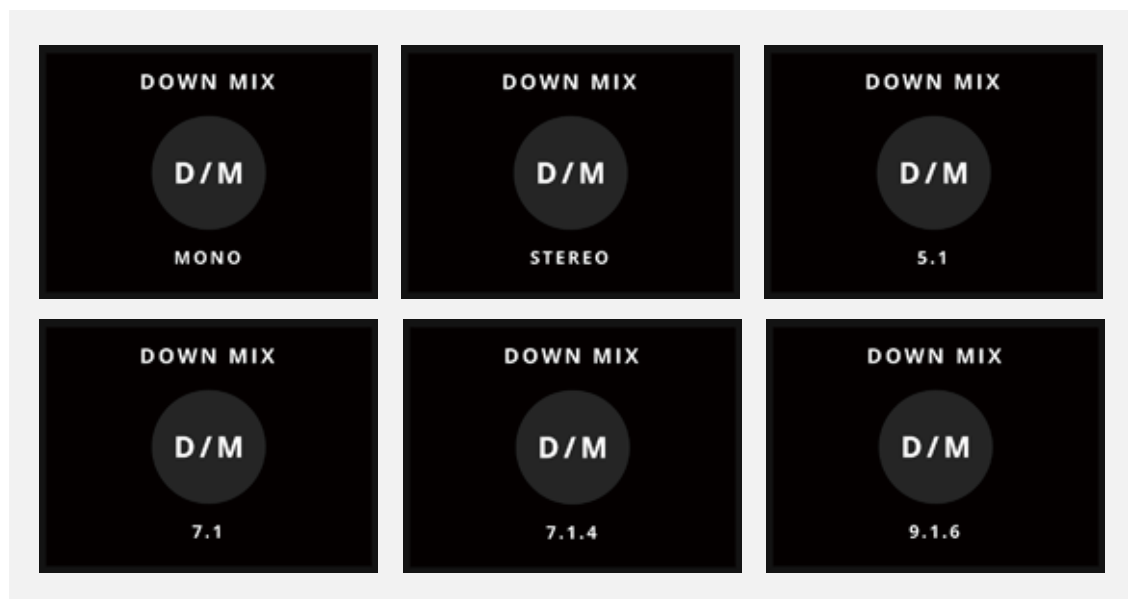 DOWN MIX
D/M
MONO
DOWN MIX
D/M
STEREO
DOWN MIX
D/M
5.1
DOWN MIX
D/M
7.1
DOWN MIX
D/M
7.1.4
DOWN MIX
D/M
9.1.6